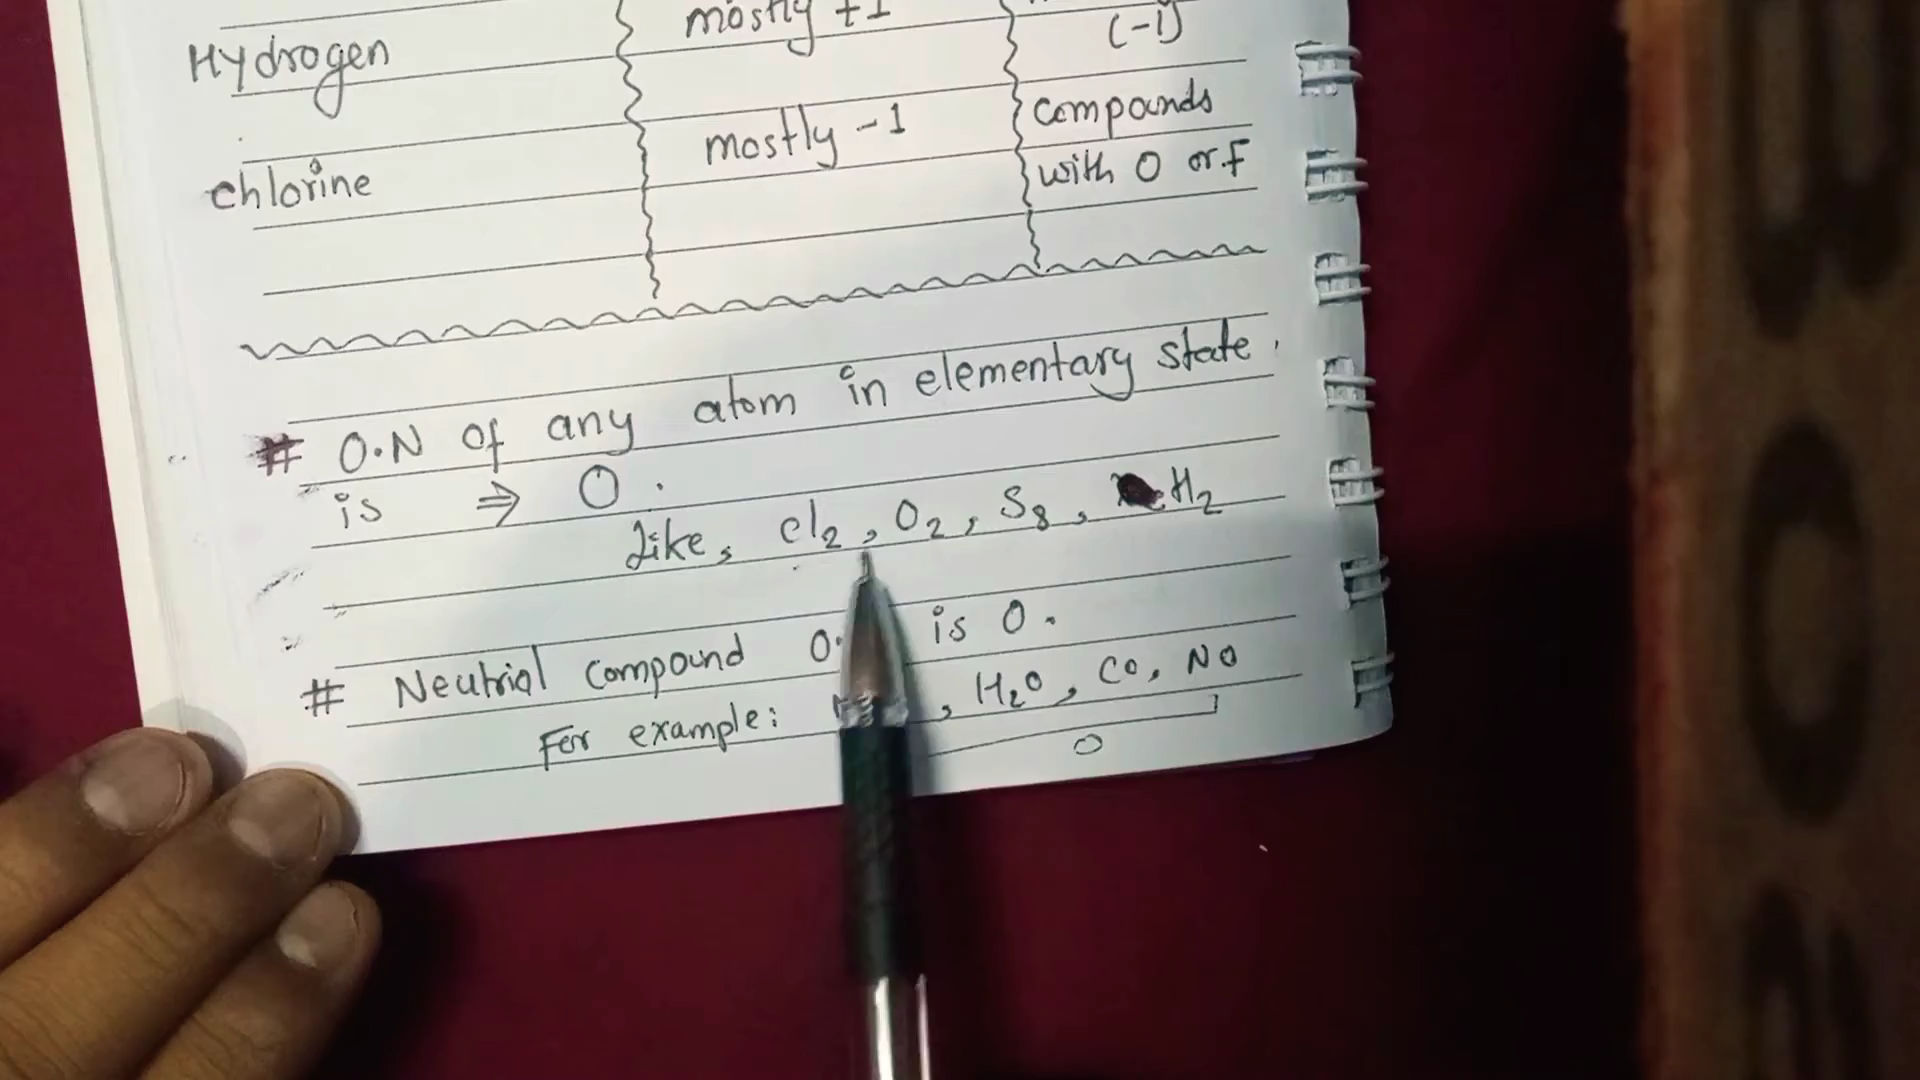 mostly +1
Hydrogen
(-1)
mostly -1
compounds
with O or F
chlorine
# O.N of any atom in elementary state.
is ⇒ 0.
Like, Cl₂, O₂, S₈, H₂
# Neutrial compound is 0.
For example: , H₂O, CO, NO
0